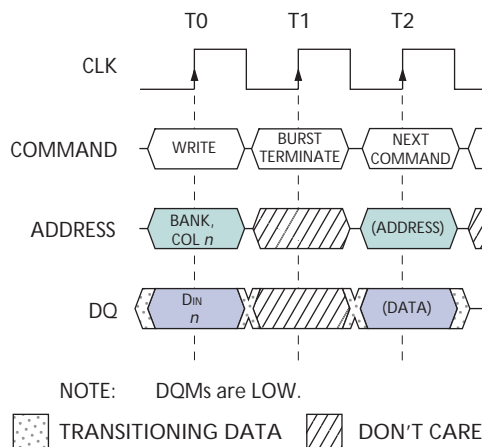 T0 T1 T2
CLK
COMMAND WRITE BURST TERMINATE NEXT COMMAND
ADDRESS BANK, COL n (ADDRESS)
DQ DIN n (DATA)
NOTE: DQMs are LOW.
TRANSITIONING DATA DON'T CARE